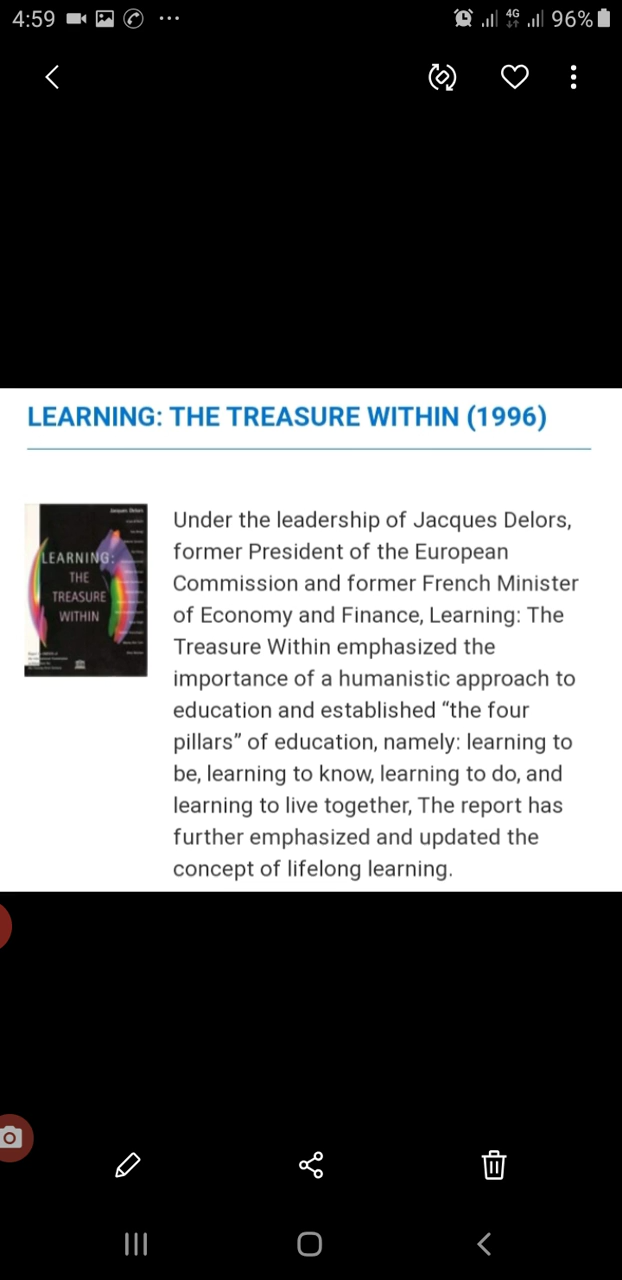 4:59
4G
96%
LEARNING: THE TREASURE WITHIN (1996)
Jacques Delors
LEARNING:
THE
TREASURE
WITHIN
Under the leadership of Jacques Delors,
former President of the European
Commission and former French Minister
of Economy and Finance, Learning: The
Treasure Within emphasized the
importance of a humanistic approach to
education and established “the four
pillars” of education, namely: learning to
be, learning to know, learning to do, and
learning to live together, The report has
further emphasized and updated the
concept of lifelong learning.